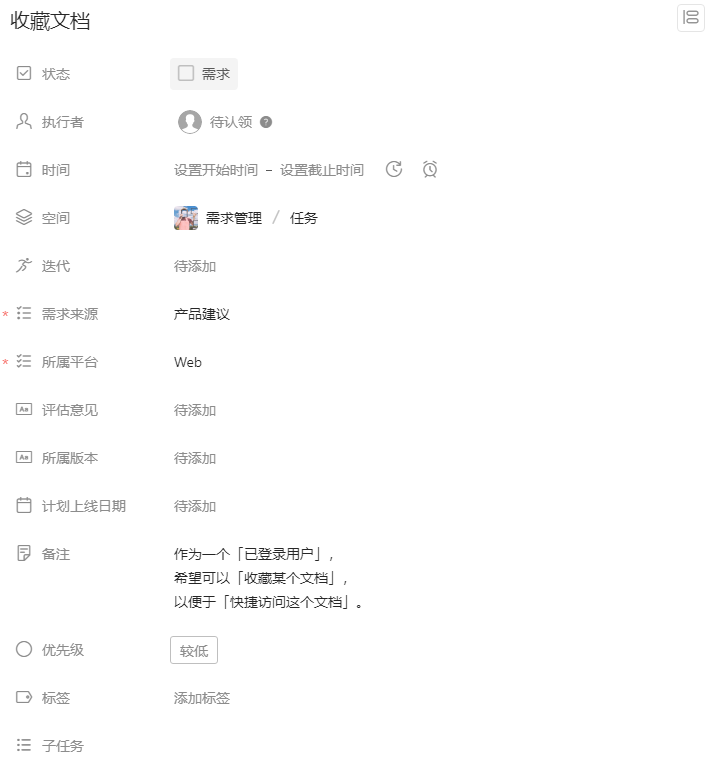 收藏文档
状态 需求
执行者 待认领 ?
时间 设置开始时间 - 设置截止时间
空间 需求管理 / 任务
迭代 待添加
* 需求来源 产品建议
* 所属平台 Web
Aa 评估意见 待添加
Aa 所属版本 待添加
计划上线日期 待添加
备注 作为一个「已登录用户」,
希望可以「收藏某个文档」,
以便于「快捷访问这个文档」。
优先级 较低
标签 添加标签
子任务